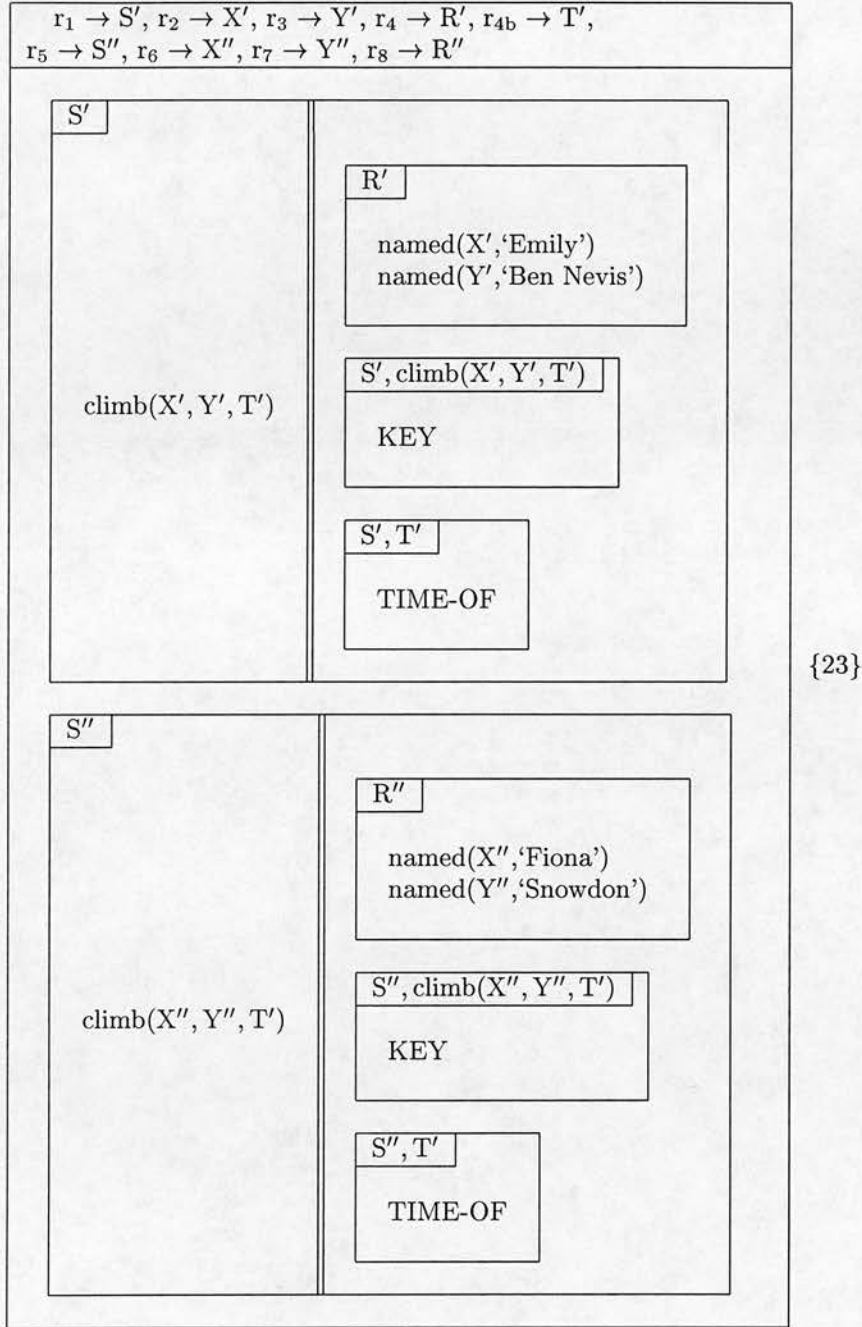 r₁ → S′, r₂ → X′, r₃ → Y′, r₄ → R′, r₄b → T′,
r₅ → S″, r₆ → X″, r₇ → Y″, r₈ → R″
S′
R′
named(X′,‘Emily’)
named(Y′,‘Ben Nevis’)
S′, climb(X′, Y′, T′)
climb(X′, Y′, T′)
KEY
S′, T′
TIME-OF
{23}
S″
R″
named(X″,‘Fiona’)
named(Y″,‘Snowdon’)
S″, climb(X″, Y″, T′)
climb(X″, Y″, T′)
KEY
S″, T′
TIME-OF